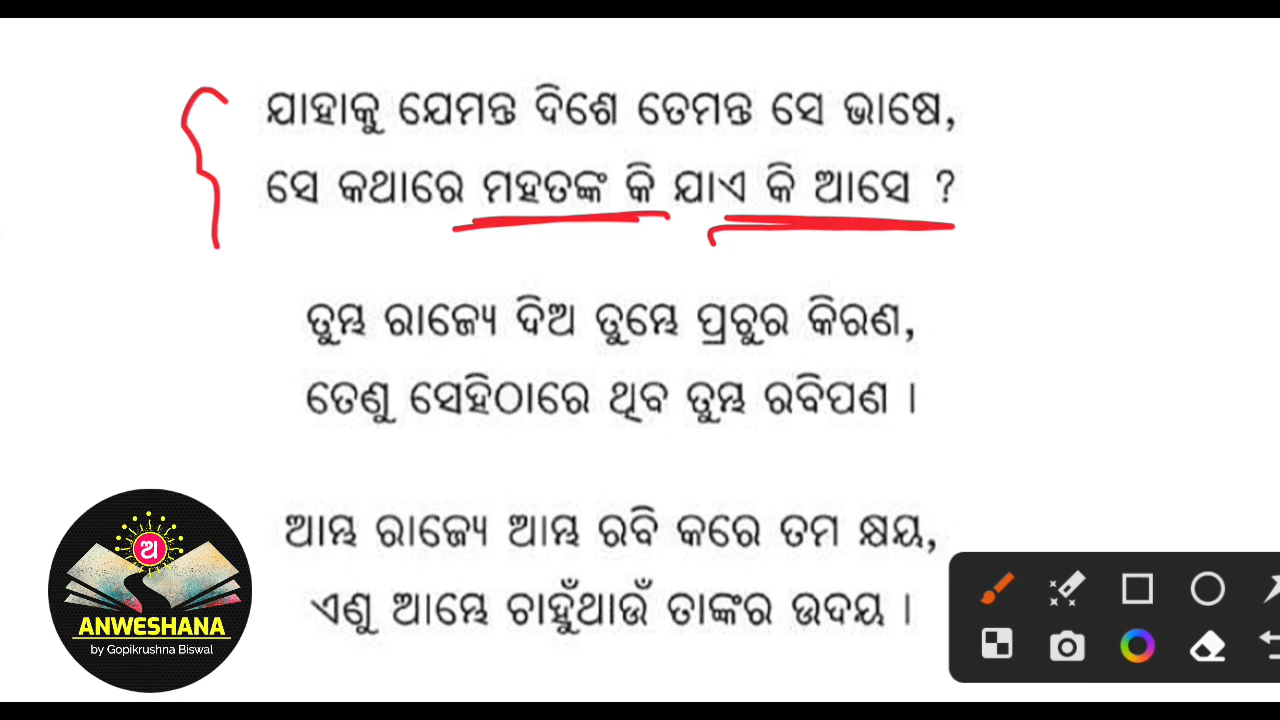 ଯାହାକୁ ଯେମନ୍ତ ଦିଶେ ତେମନ୍ତ ସେ ଭାଷେ,
ସେ କଥାରେ ମହତଙ୍କ କି ଯାଏ କି ଆସେ ?
ତୁମ୍ଭ ରାଜ୍ୟେ ଦିଅ ତୁମ୍ଭେ ପ୍ରଚୁର କିରଣ,
ତେଣୁ ସେହିଠାରେ ଥିବ ତୁମ୍ଭ ରବିପଣ ।
ଆମ୍ଭ ରାଜ୍ୟେ ଆମ୍ଭ ରବି କରେ ତମ କ୍ଷୟ,
ଏଣୁ ଆମ୍ଭେ ଚାହୁଁଥାଉଁ ତାଙ୍କର ଉଦୟ ।
ଅ
ANWESHANA
by Gopikrushna Biswal